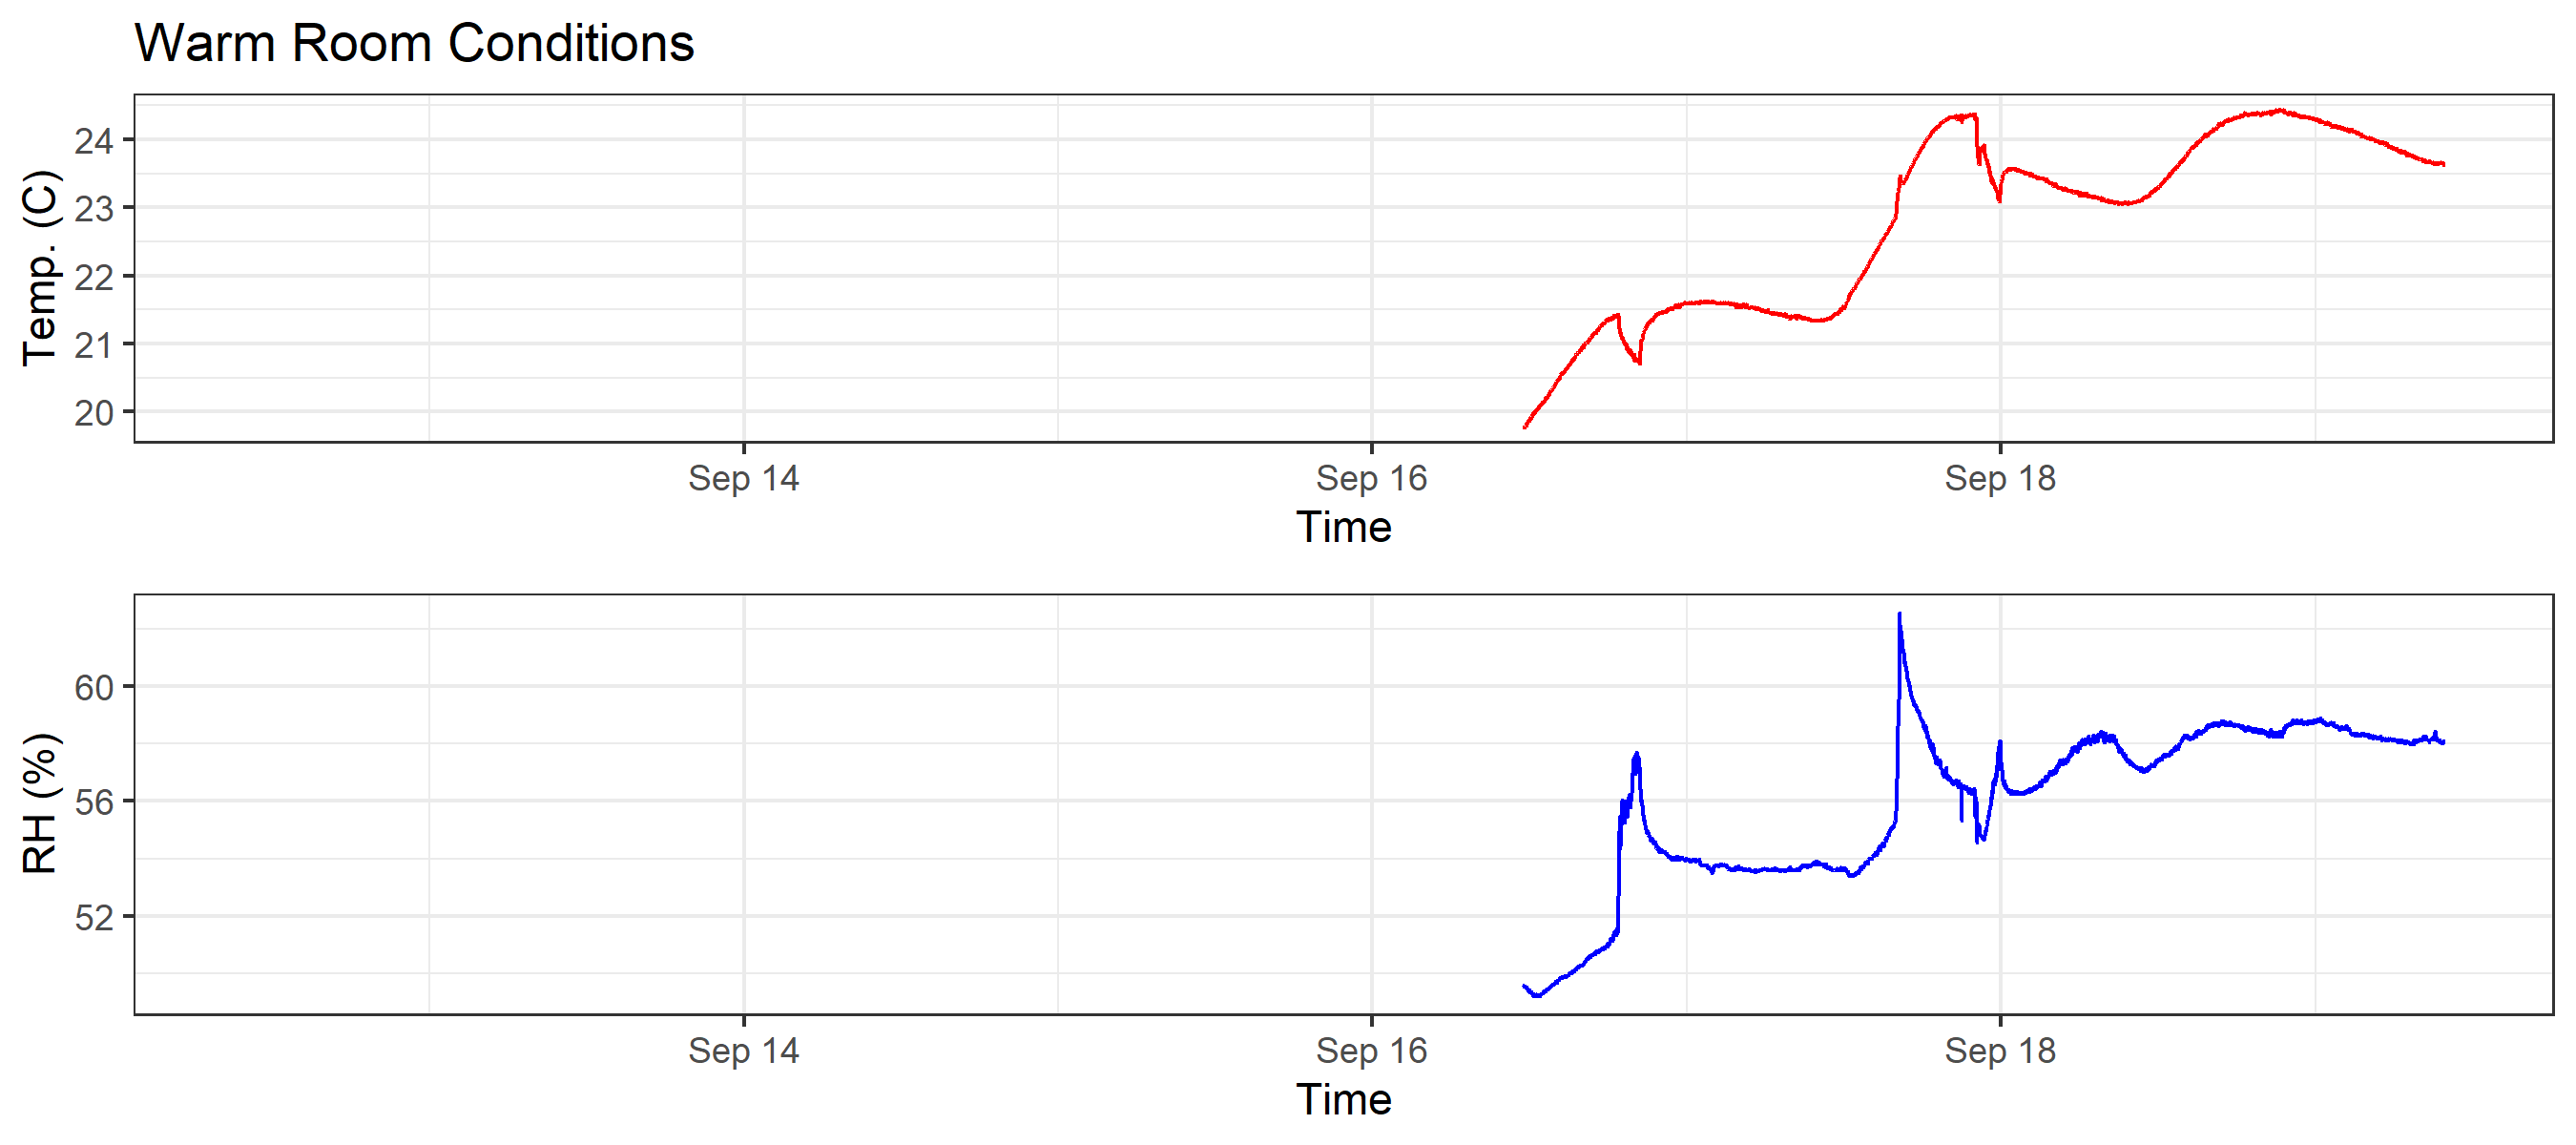 Warm Room Conditions
Temp. (C)
24
23
22
21
20
Sep 14
Sep 16
Sep 18
Time
RH (%)
60
56
52
Sep 14
Sep 16
Sep 18
Time